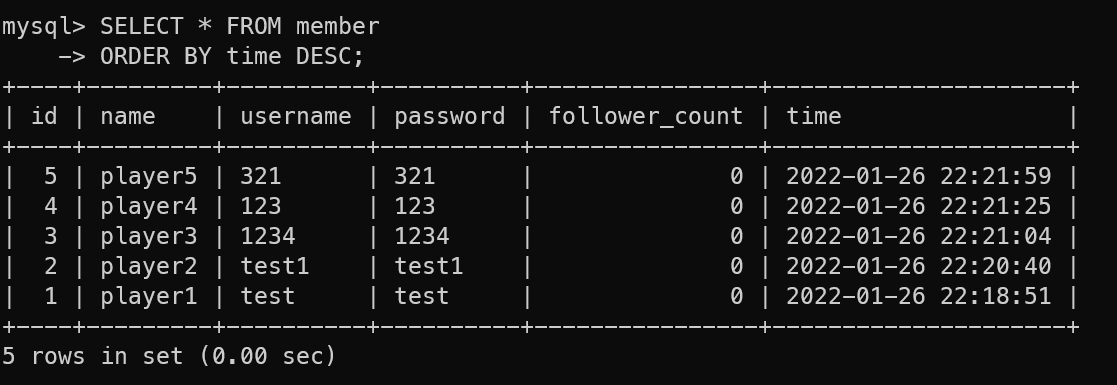 mysql> SELECT * FROM member
    -> ORDER BY time DESC;
+----+---------+----------+----------+----------------+---------------------+
| id | name    | username | password | follower_count | time                |
+----+---------+----------+----------+----------------+---------------------+
|  5 | player5 | 321      | 321      |              0 | 2022-01-26 22:21:59 |
|  4 | player4 | 123      | 123      |              0 | 2022-01-26 22:21:25 |
|  3 | player3 | 1234     | 1234     |              0 | 2022-01-26 22:21:04 |
|  2 | player2 | test1    | test1    |              0 | 2022-01-26 22:20:40 |
|  1 | player1 | test     | test     |              0 | 2022-01-26 22:18:51 |
+----+---------+----------+----------+----------------+---------------------+
5 rows in set (0.00 sec)